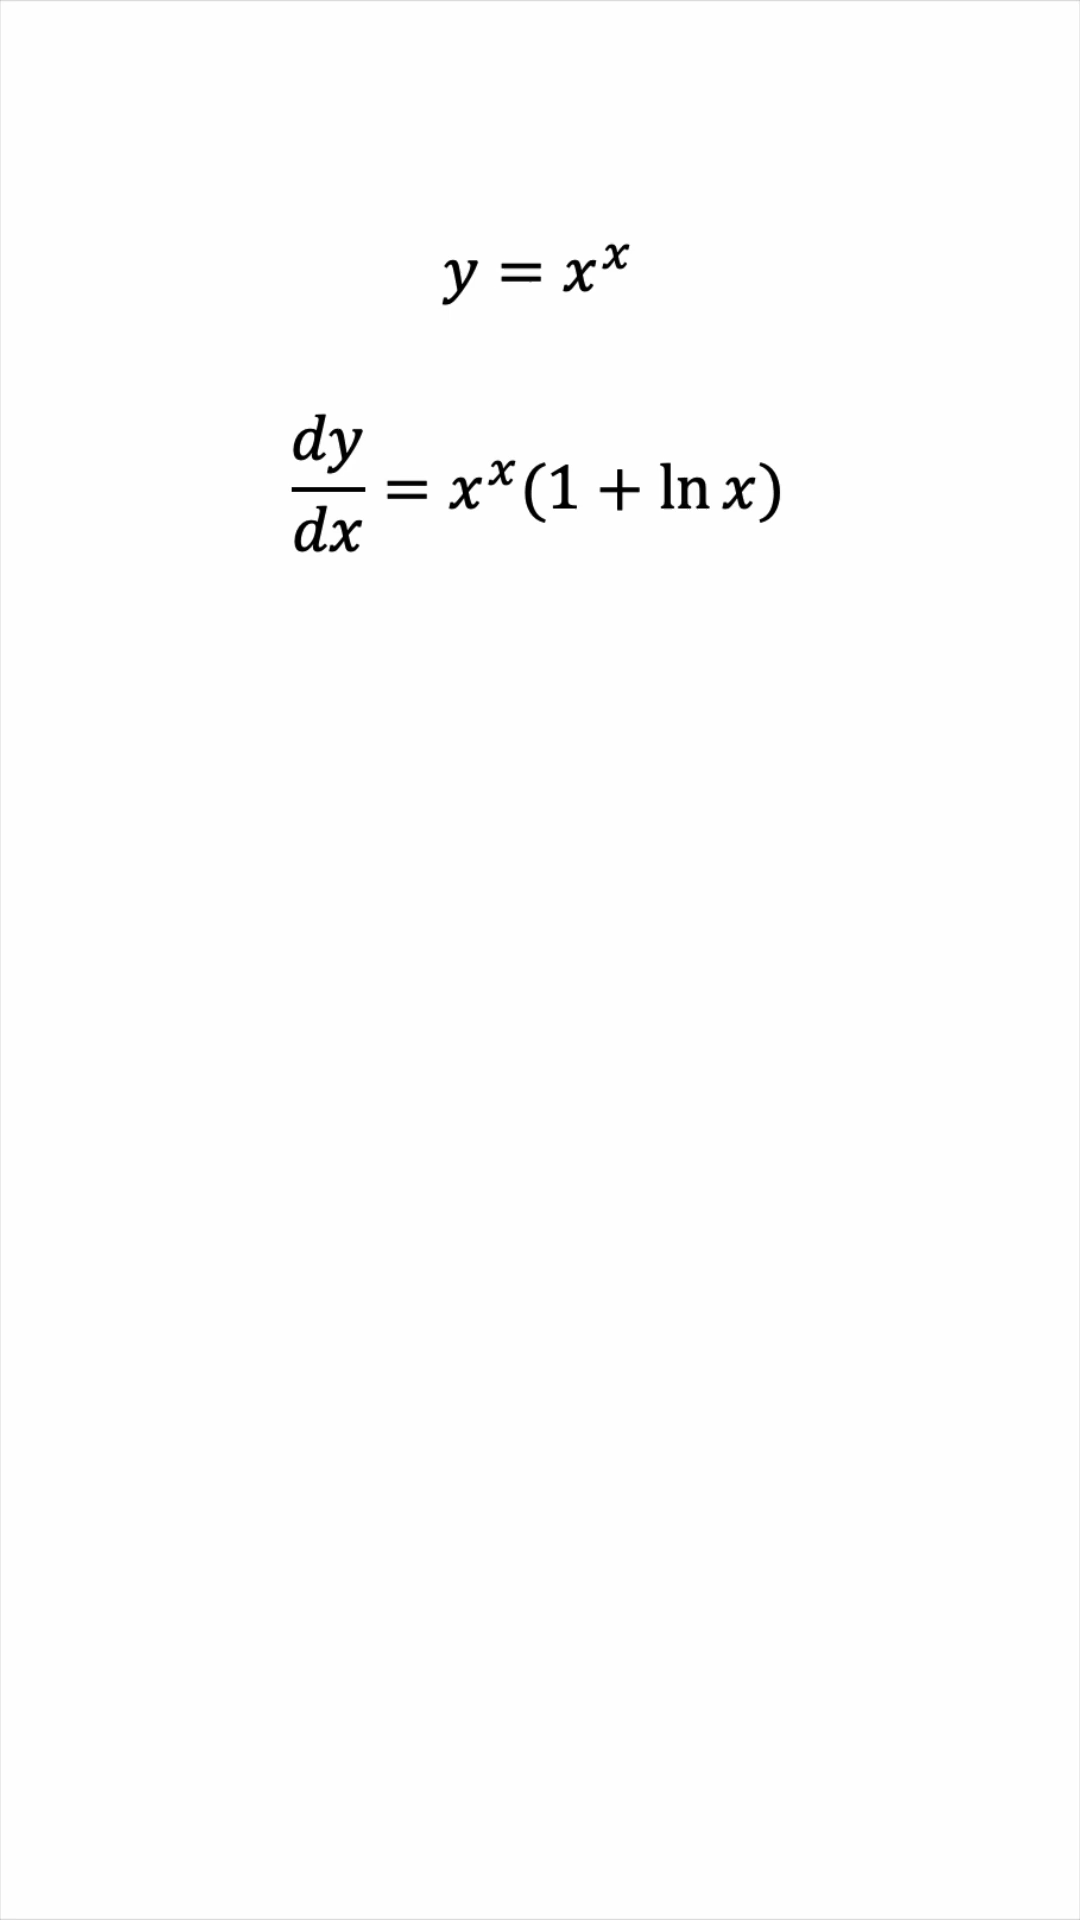 y = x^x
dy/dx = x^x(1 + ln x)